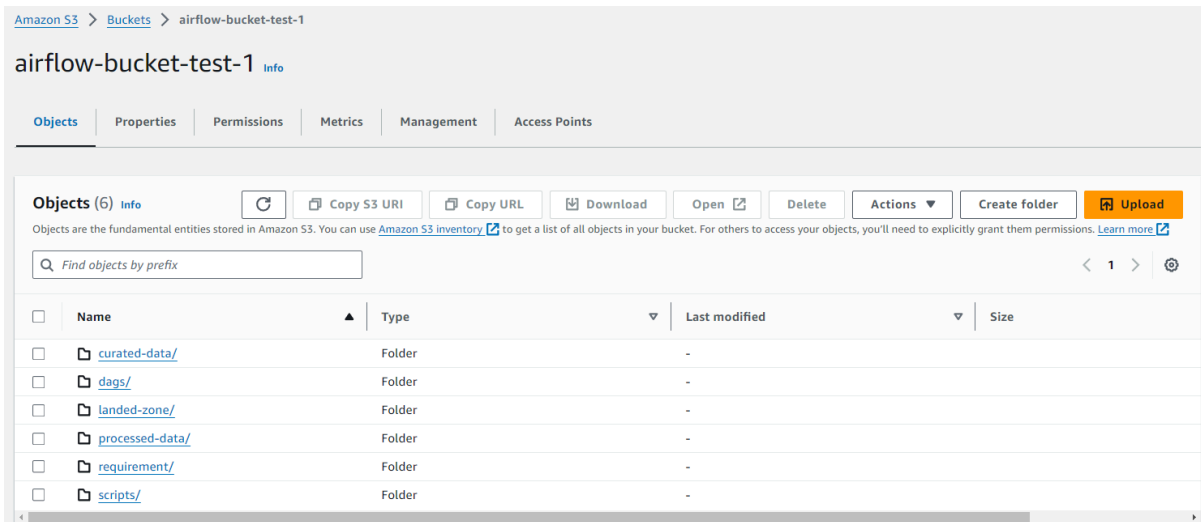 Amazon S3 > Buckets > airflow-bucket-test-1
airflow-bucket-test-1 Info
Objects Properties Permissions Metrics Management Access Points
Objects (6) Info Copy S3 URI Copy URL Download Open Delete Actions Create folder Upload
Objects are the fundamental entities stored in Amazon S3. You can use Amazon S3 inventory to get a list of all objects in your bucket. For others to access your objects, you'll need to explicitly grant them permissions. Learn more
Find objects by prefix < 1 >
Name Type Last modified Size
curated-data/ Folder -
dags/ Folder -
landed-zone/ Folder -
processed-data/ Folder -
requirement/ Folder -
scripts/ Folder -